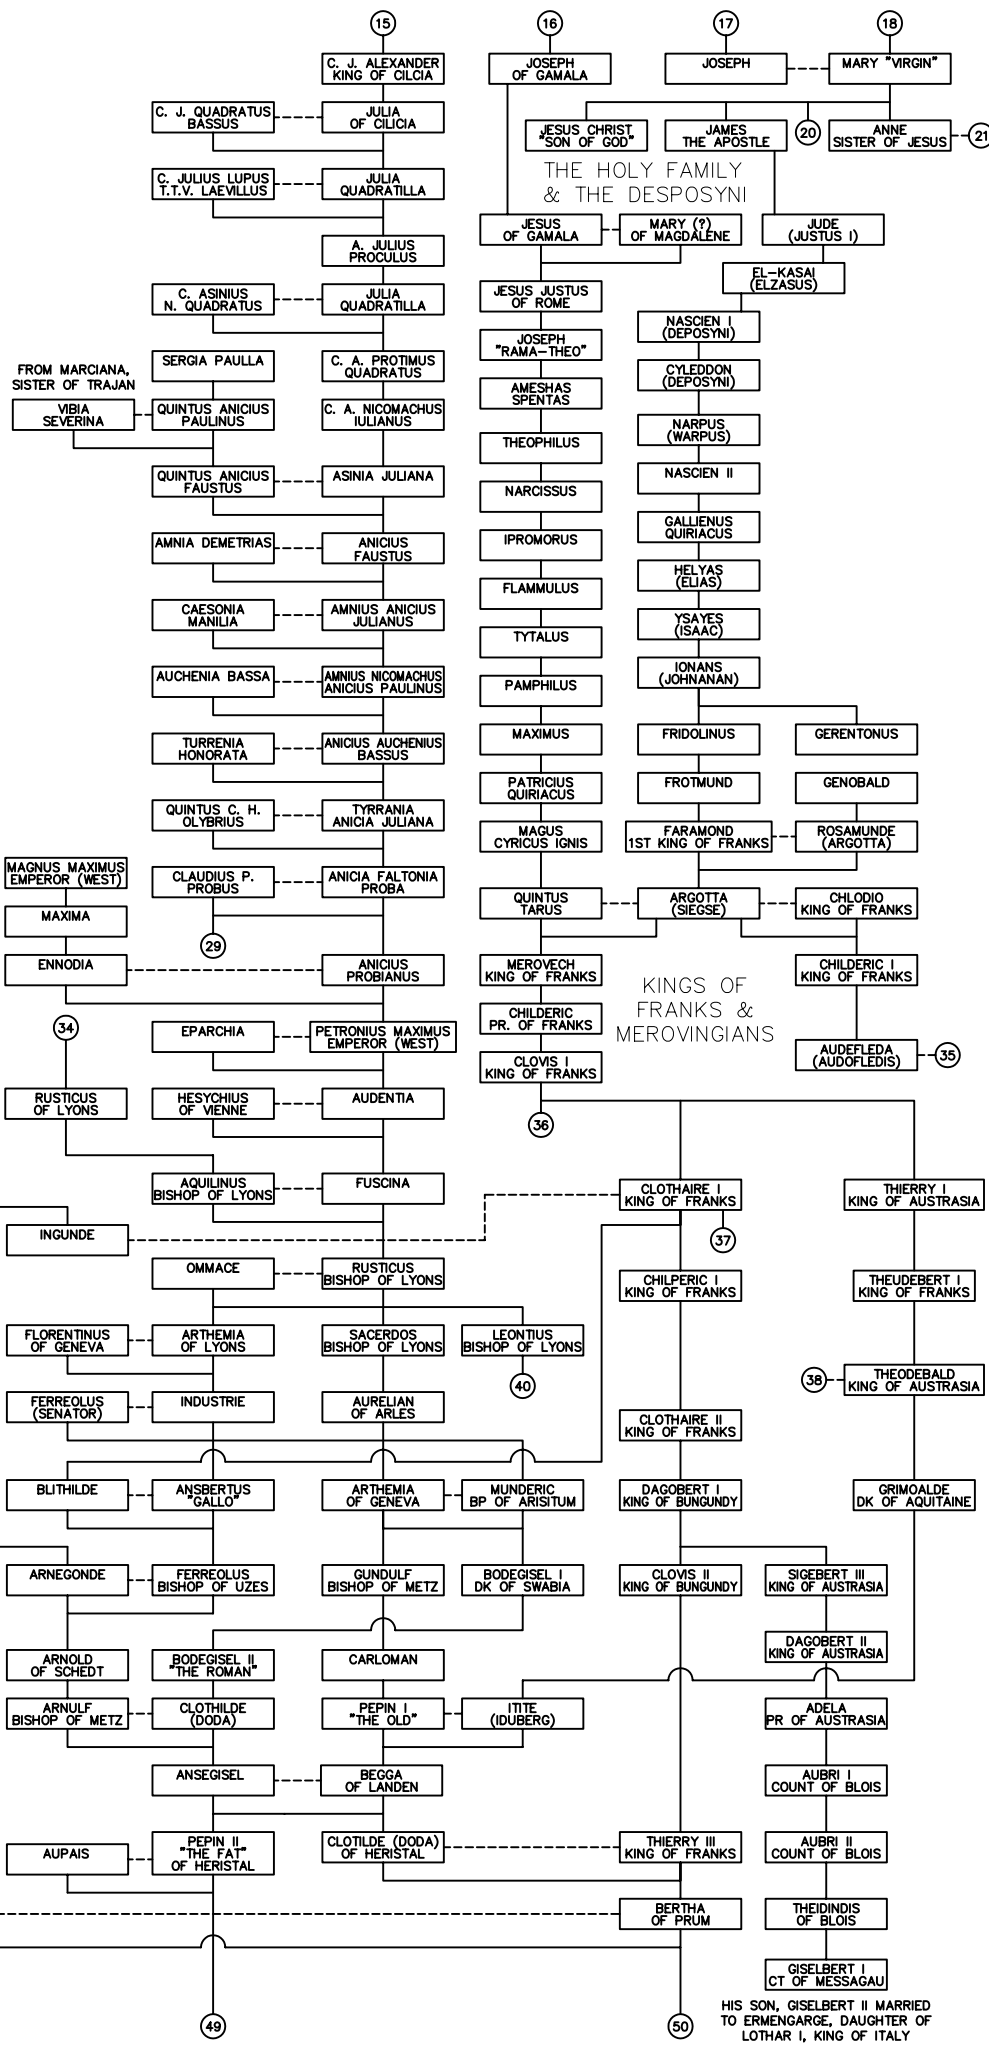 15
16
17
18
C. J. ALEXANDER
KING OF CILCIA
JOSEPH
OF GAMALA
JOSEPH
MARY "VIRGIN"
C. J. QUADRATUS
BASSUS
JULIA
OF CILICIA
JESUS CHRIST
"SON OF GOD"
JAMES
THE APOSTLE
20
ANNE
SISTER OF JESUS
21
THE HOLY FAMILY
& THE DESPOSYNI
C. JULIUS LUPUS
T.T.V. LAEVILLUS
JULIA
QUADRATILLA
JESUS
OF GAMALA
MARY (?)
OF MAGDALENE
JUDE
(JUSTUS I)
A. JULIUS
PROCULUS
EL-KASAI
(ELZASUS)
C. ASINIUS
N. QUADRATUS
JULIA
QUADRATILLA
JESUS JUSTUS
OF ROME
NASCIEN I
(DEPOSYNI)
JOSEPH
"RAMA-THEO"
SERGIA PAULLA
C. A. PROTIMUS
QUADRATUS
CYLEDDON
(DEPOSYNI)
FROM MARCIANA,
SISTER OF TRAJAN
AMESHAS
SPENTAS
VIBIA
SEVERINA
QUINTUS ANICIUS
PAULINUS
C. A. NICOMACHUS
IULIANUS
NARPUS
(WARPUS)
THEOPHILUS
QUINTUS ANICIUS
FAUSTUS
ASINIA JULIANA
NARCISSUS
NASCIEN II
AMNIA DEMETRIAS
ANICIUS
FAUSTUS
IPROMORUS
GALLIENUS
QUIRIACUS
FLAMMULUS
HELYAS
(ELIAS)
CAESONIA
MANILIA
AMNIUS ANICIUS
JULIANUS
TYTALUS
YSAYES
(ISAAC)
AUCHENIA BASSA
AMNIUS NICOMACHUS
ANICIUS PAULINUS
PAMPHILUS
IONANS
(JOHNANAN)
TURRENIA
HONORATA
ANICIUS AUCHENIUS
BASSUS
MAXIMUS
FRIDOLINUS
GERENTONUS
PATRICIUS
QUIRIACUS
FROTMUND
GENOBALD
QUINTUS C. H.
OLYBRIUS
TYRRANIA
ANICIA JULIANA
MAGUS
CYRICUS IGNIS
FARAMOND
1ST KING OF FRANKS
ROSAMUNDE
(ARGOTTA)
MAGNUS MAXIMUS
EMPEROR (WEST)
CLAUDIUS P.
PROBUS
ANICIA FALTONIA
PROBA
QUINTUS
TARUS
ARGOTTA
(SIEGSE)
CHLODIO
KING OF FRANKS
MAXIMA
29
ENNODIA
ANICIUS
PROBIANUS
MEROVECH
KING OF FRANKS
CHILDERIC I
KING OF FRANKS
KINGS OF
FRANKS &
MEROVINGIANS
34
EPARCHIA
PETRONIUS MAXIMUS
EMPEROR (WEST)
CHILDERIC
PR. OF FRANKS
CLOVIS I
KING OF FRANKS
AUDEFLEDA
(AUDOFLEDIS)
35
RUSTICUS
OF LYONS
HESYCHIUS
OF VIENNE
AUDENTIA
36
AQUILINUS
BISHOP OF LYONS
FUSCINA
CLOTHAIRE I
KING OF FRANKS
THIERRY I
KING OF AUSTRASIA
INGUNDE
37
OMMACE
RUSTICUS
BISHOP OF LYONS
CHILPERIC I
KING OF FRANKS
THEUDEBERT I
KING OF FRANKS
FLORENTINUS
OF GENEVA
ARTHEMIA
OF LYONS
SACERDOS
BISHOP OF LYONS
LEONTIUS
BISHOP OF LYONS
40
38
THEODEBALD
KING OF AUSTRASIA
FERREOLUS
(SENATOR)
INDUSTRIE
AURELIAN
OF ARLES
CLOTHAIRE II
KING OF FRANKS
BLITHILDE
ANSBERTUS
"GALLO"
ARTHEMIA
OF GENEVA
MUNDERIC
BP OF ARISITUM
DAGOBERT I
KING OF BUNGUNDY
GRIMOALDE
DK OF AQUITAINE
ARNEGONDE
FERREOLUS
BISHOP OF UZES
GUNDULF
BISHOP OF METZ
BODEGISEL I
DK OF SWABIA
CLOVIS II
KING OF BUNGUNDY
SIGEBERT III
KING OF AUSTRASIA
ARNOLD
OF SCHEDT
BODEGISEL II
"THE ROMAN"
CARLOMAN
DAGOBERT II
KING OF AUSTRASIA
ARNULF
BISHOP OF METZ
CLOTHILDE
(DODA)
PEPIN I
"THE OLD"
ITITE
(IDUBERG)
ADELA
PR OF AUSTRASIA
ANSEGISEL
BEGGA
OF LANDEN
AUBRI I
COUNT OF BLOIS
AUPAIS
PEPIN II
"THE FAT"
OF HERISTAL
CLOTILDE (DODA)
OF HERISTAL
THIERRY III
KING OF FRANKS
AUBRI II
COUNT OF BLOIS
BERTHA
OF PRUM
THEIDINDIS
OF BLOIS
GISELBERT I
CT OF MESSAGAU
49
50
HIS SON, GISELBERT II MARRIED
TO ERMENGARGE, DAUGHTER OF
LOTHAR I, KING OF ITALY